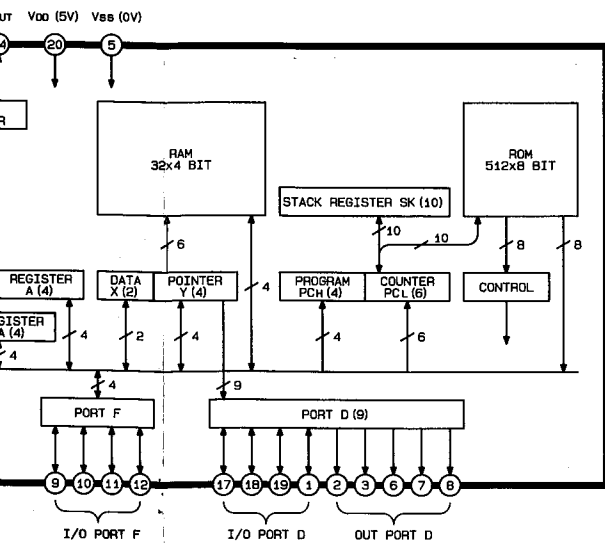 UT VDD (5V) VSS (0V)
4 20 5
R
RAM
32x4 BIT
ROM
512x8 BIT
STACK REGISTER SK (10)
10
10
6
8
8
REGISTER
A (4)
DATA
X (2)
POINTER
Y (4)
4
PROGRAM
PCH (4)
COUNTER
PCL (6)
CONTROL
GISTER
A (4)
4
4
2
4
4
6
4
9
PORT F
PORT D (9)
9 10 11 12 17 18 19 1 2 3 6 7 8
I/O PORT F
I/O PORT D
OUT PORT D